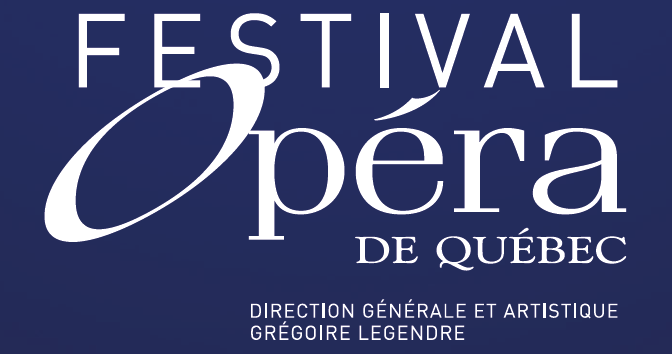 FESTIVAL
Opéra
DE QUÉBEC
DIRECTION GÉNÉRALE ET ARTISTIQUE
GRÉGOIRE LEGENDRE